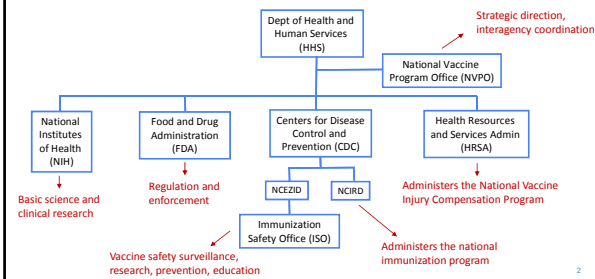 Dept of Health and
Human Services
(HHS)
Strategic direction,
interagency coordination
National Vaccine
Program Office (NVPO)
National
Institutes
of Health
(NIH)
Food and Drug
Administration
(FDA)
Centers for Disease
Control and
Prevention (CDC)
Health Resources
and Services Admin
(HRSA)
Basic science and
clinical research
Regulation and
enforcement
NCEZID
NCIRD
Administers the National Vaccine
Injury Compensation Program
Immunization
Safety Office (ISO)
Vaccine safety surveillance,
research, prevention, education
Administers the national
immunization program
2